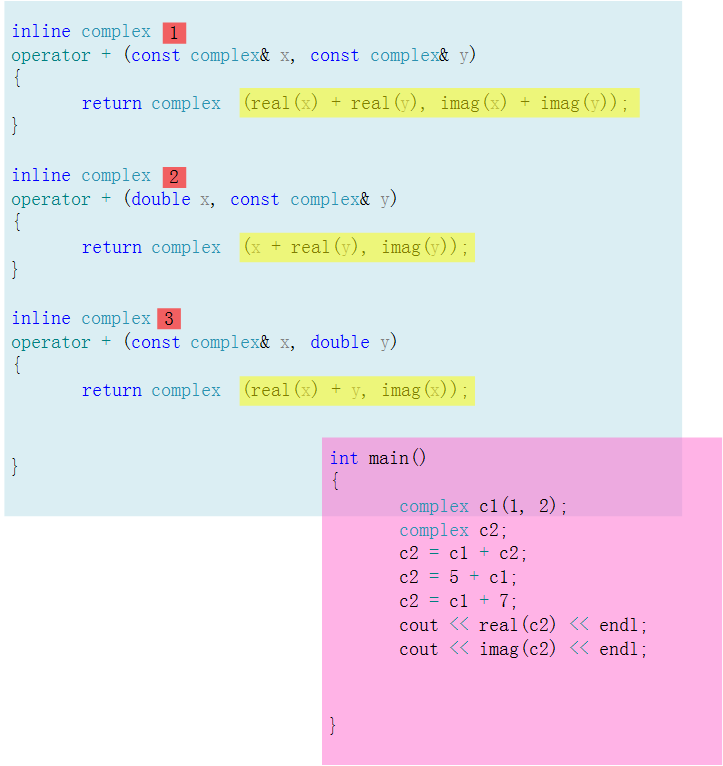 inline complex 1
operator + (const complex& x, const complex& y)
{
return complex (real(x) + real(y), imag(x) + imag(y));
}
inline complex 2
operator + (double x, const complex& y)
{
return complex (x + real(y), imag(y));
}
inline complex 3
operator + (const complex& x, double y)
{
return complex (real(x) + y, imag(x));
}
int main()
{
complex c1(1, 2);
complex c2;
c2 = c1 + c2;
c2 = 5 + c1;
c2 = c1 + 7;
cout << real(c2) << endl;
cout << imag(c2) << endl;
}